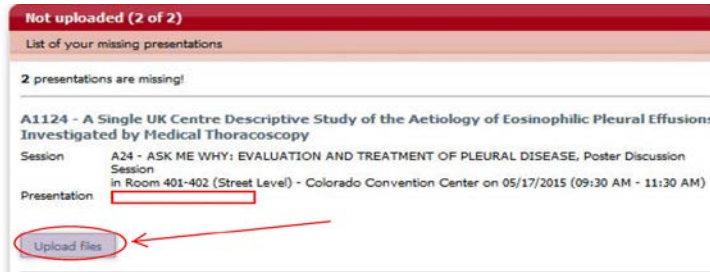 Not uploaded (2 of 2)
List of your missing presentations
2 presentations are missing!
A1124 - A Single UK Centre Descriptive Study of the Aetiology of Eosinophilic Pleural Effusions
Investigated by Medical Thoracoscopy
Session A24 - ASK ME WHY: EVALUATION AND TREATMENT OF PLEURAL DISEASE, Poster Discussion
Session
in Room 401-402 (Street Level) - Colorado Convention Center on 05/17/2015 (09:30 AM - 11:30 AM)
Presentation
Upload files